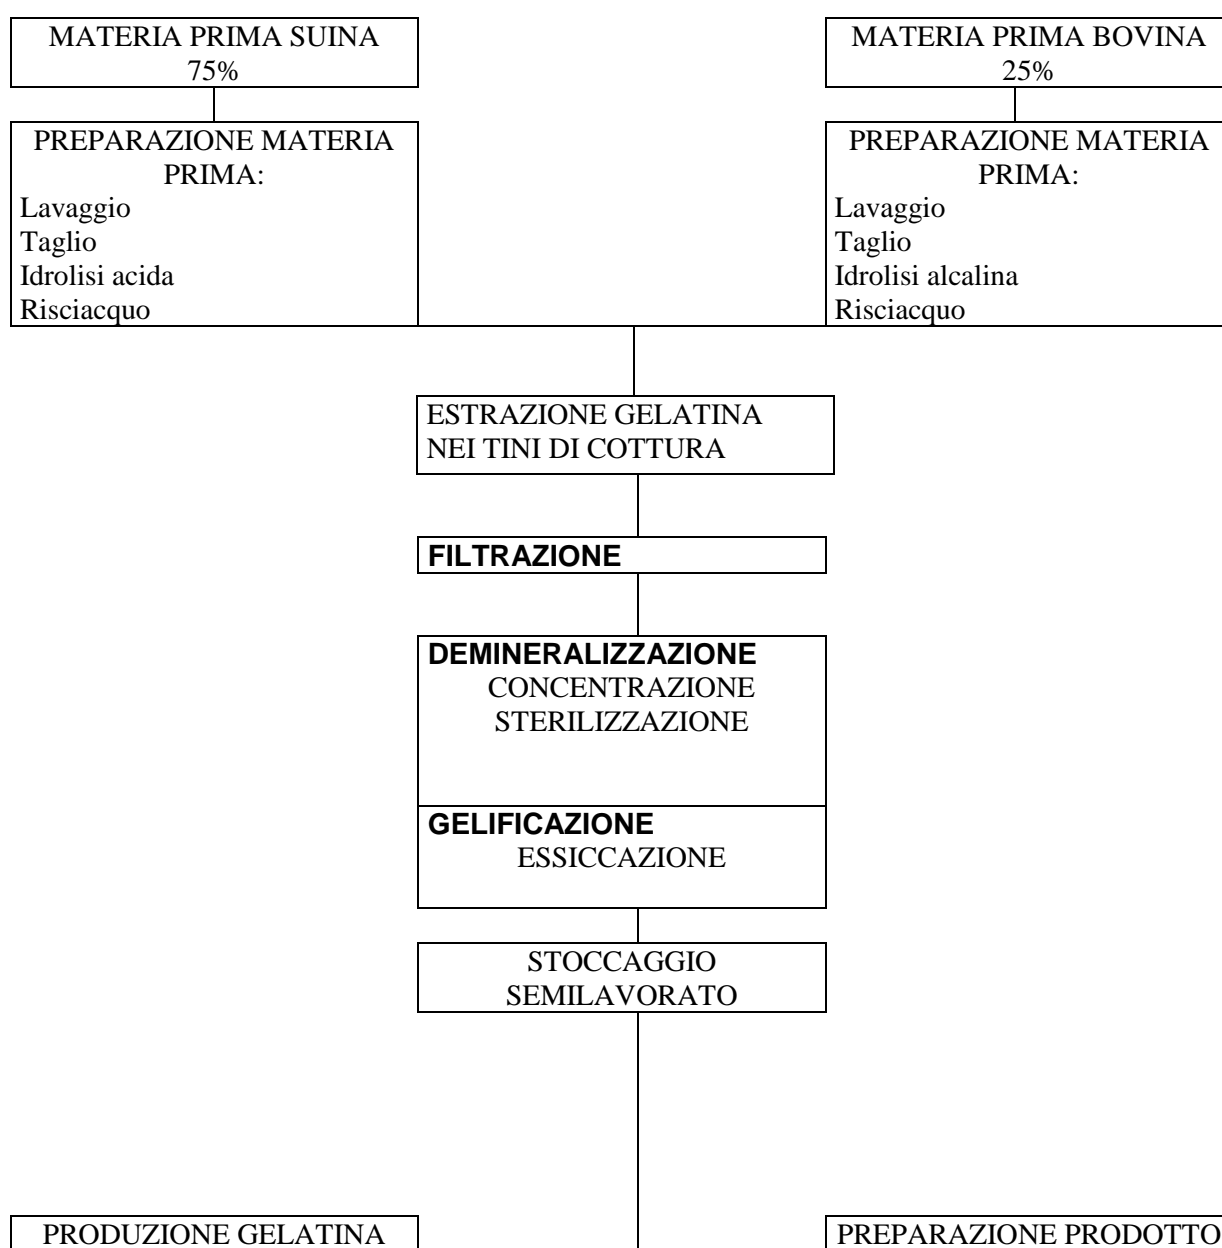 MATERIA PRIMA SUINA
75%
MATERIA PRIMA BOVINA
25%
PREPARAZIONE MATERIA
PRIMA:
Lavaggio
Taglio
Idrolisi acida
Risciacquo
PREPARAZIONE MATERIA
PRIMA:
Lavaggio
Taglio
Idrolisi alcalina
Risciacquo
ESTRAZIONE GELATINA
NEI TINI DI COTTURA
FILTRAZIONE
DEMINERALIZZAZIONE
CONCENTRAZIONE
STERILIZZAZIONE
GELIFICAZIONE
ESSICCAZIONE
STOCCAGGIO
SEMILAVORATO
PRODUZIONE GELATINA
PREPARAZIONE PRODOTTO